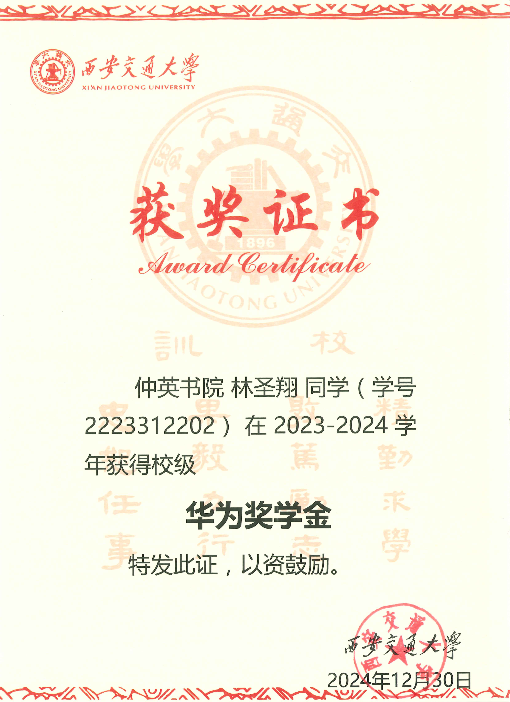 西安交通大学
XI'AN JIAOTONG UNIVERSITY
获奖证书
Award Certificate
1896
校训
仲英书院 林圣翔 同学（学号
2223312202）在 2023-2024 学
年获得校级
华为奖学金
特发此证，以资鼓励。
西安交通大学
2024年12月30日